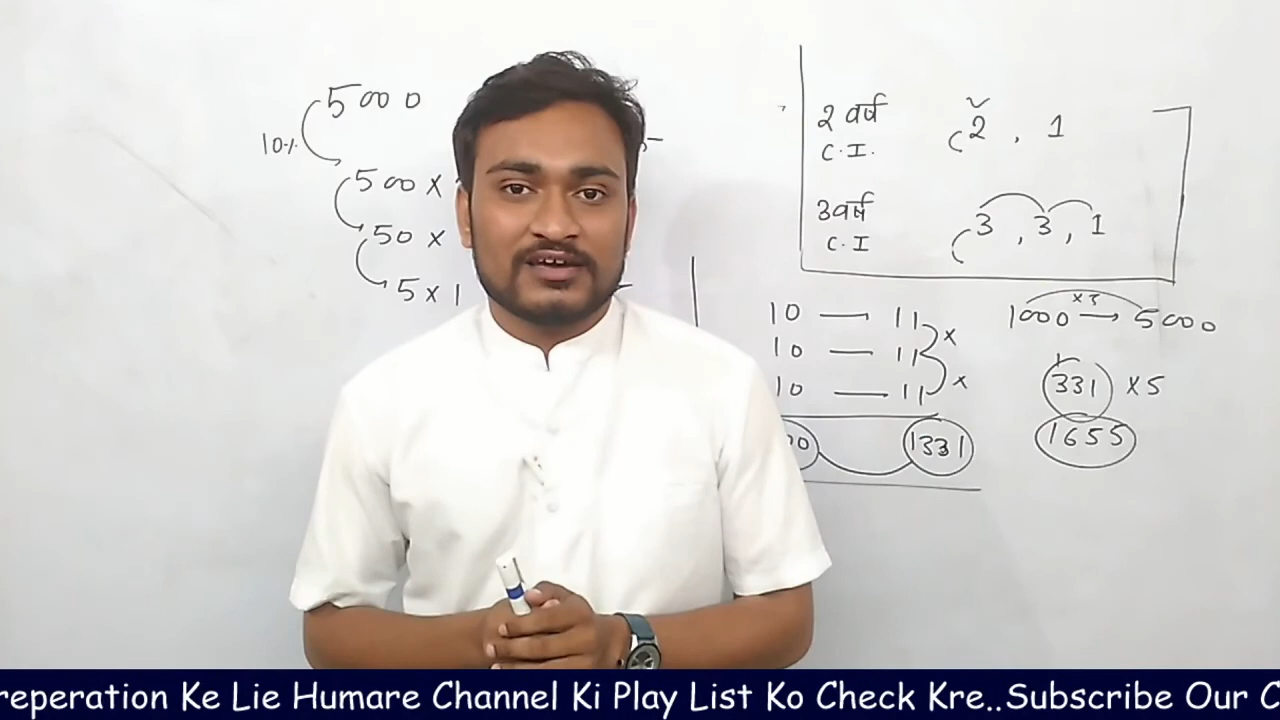 5000
10%
500 x
50 x
5 x 1
2 वर्ष 2 , 1
C.I.
3 वर्ष 3 , 3 , 1
C.I
10 — 11 x
10 — 11 x
10 — 11
1331
1000 → 5000
x5
331 x 5
1655
reperation Ke Lie Humare Channel Ki Play List Ko Check Kre..Subscribe Our C